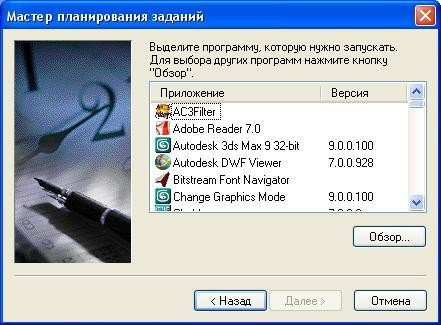 Мастер планирования заданий
Выделите программу, которую нужно запускать.
Для выбора других программ нажмите кнопку
"Обзор".
Приложение Версия
AC3Filter
Adobe Reader 7.0
Autodesk 3ds Max 9 32-bit 9.0.0.100
Autodesk DWF Viewer 7.0.0.928
Bitstream Font Navigator
Change Graphics Mode 9.0.0.100
Обзор...
< Назад Далее > Отмена